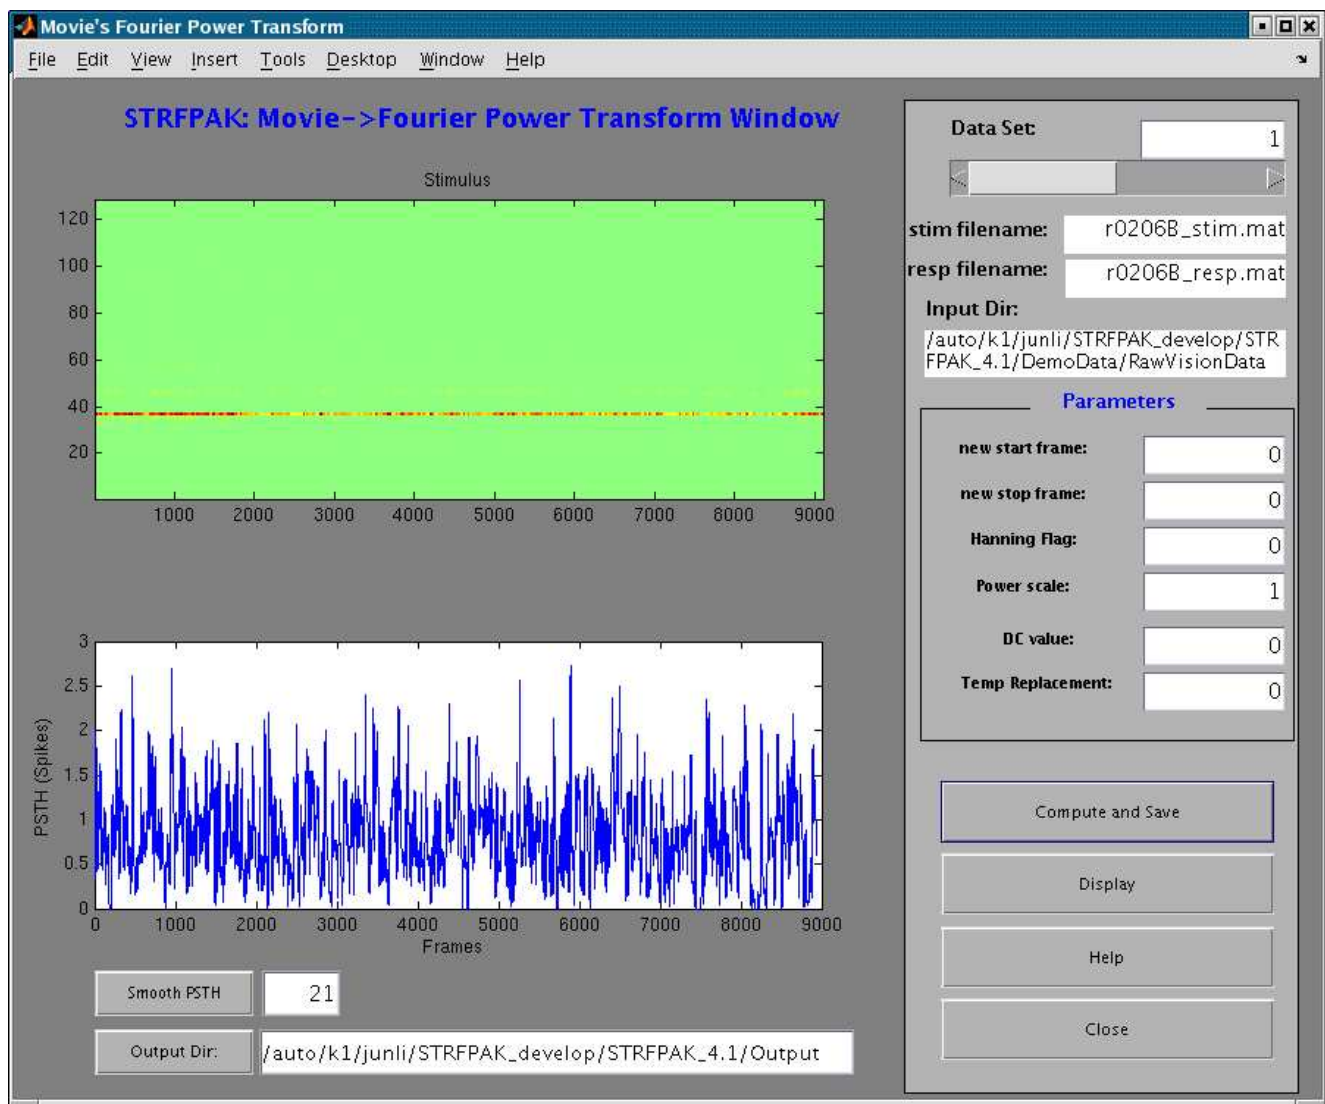 Movie's Fourier Power Transform
File Edit View Insert Tools Desktop Window Help
STRFPAK: Movie->Fourier Power Transform Window
Stimulus
120
100
80
60
40
20
1000 2000 3000 4000 5000 6000 7000 8000 9000
3
2.5
2
1.5
1
0.5
0
PSTH (Spikes)
0 1000 2000 3000 4000 5000 6000 7000 8000 9000
Frames
Smooth PSTH 21
Output Dir: /auto/k1/junli/STRFPAK_develop/STRFPAK_4.1/Output
Data Set: 1
stim filename: r0206B_stim.mat
resp filename: r0206B_resp.mat
Input Dir:
/auto/k1/junli/STRFPAK_develop/STR
FPAK_4.1/DemoData/RawVisionData
Parameters
new start frame: 0
new stop frame: 0
Hanning Flag: 0
Power scale: 1
DC value: 0
Temp Replacement: 0
Compute and Save
Display
Help
Close